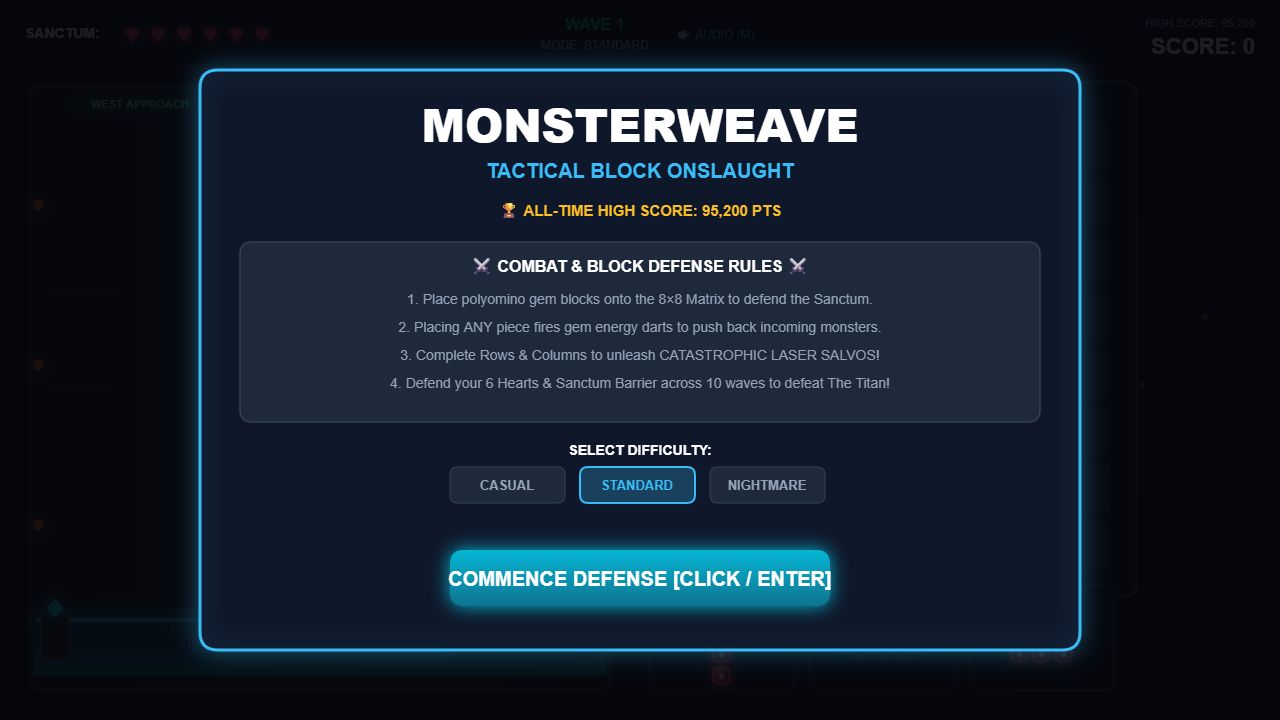 SANCTUM:
WAVE 1
MODE: STANDARD
AUDIO (M)
HIGH SCORE: 95,200
SCORE: 0
WEST APPROACH
MONSTERWEAVE
TACTICAL BLOCK ONSLAUGHT
ALL-TIME HIGH SCORE: 95,200 PTS
COMBAT & BLOCK DEFENSE RULES
1. Place polyomino gem blocks onto the 8×8 Matrix to defend the Sanctum.
2. Placing ANY piece fires gem energy darts to push back incoming monsters.
3. Complete Rows & Columns to unleash CATASTROPHIC LASER SALVOS!
4. Defend your 6 Hearts & Sanctum Barrier across 10 waves to defeat The Titan!
SELECT DIFFICULTY:
CASUAL
STANDARD
NIGHTMARE
COMMENCE DEFENSE [CLICK / ENTER]